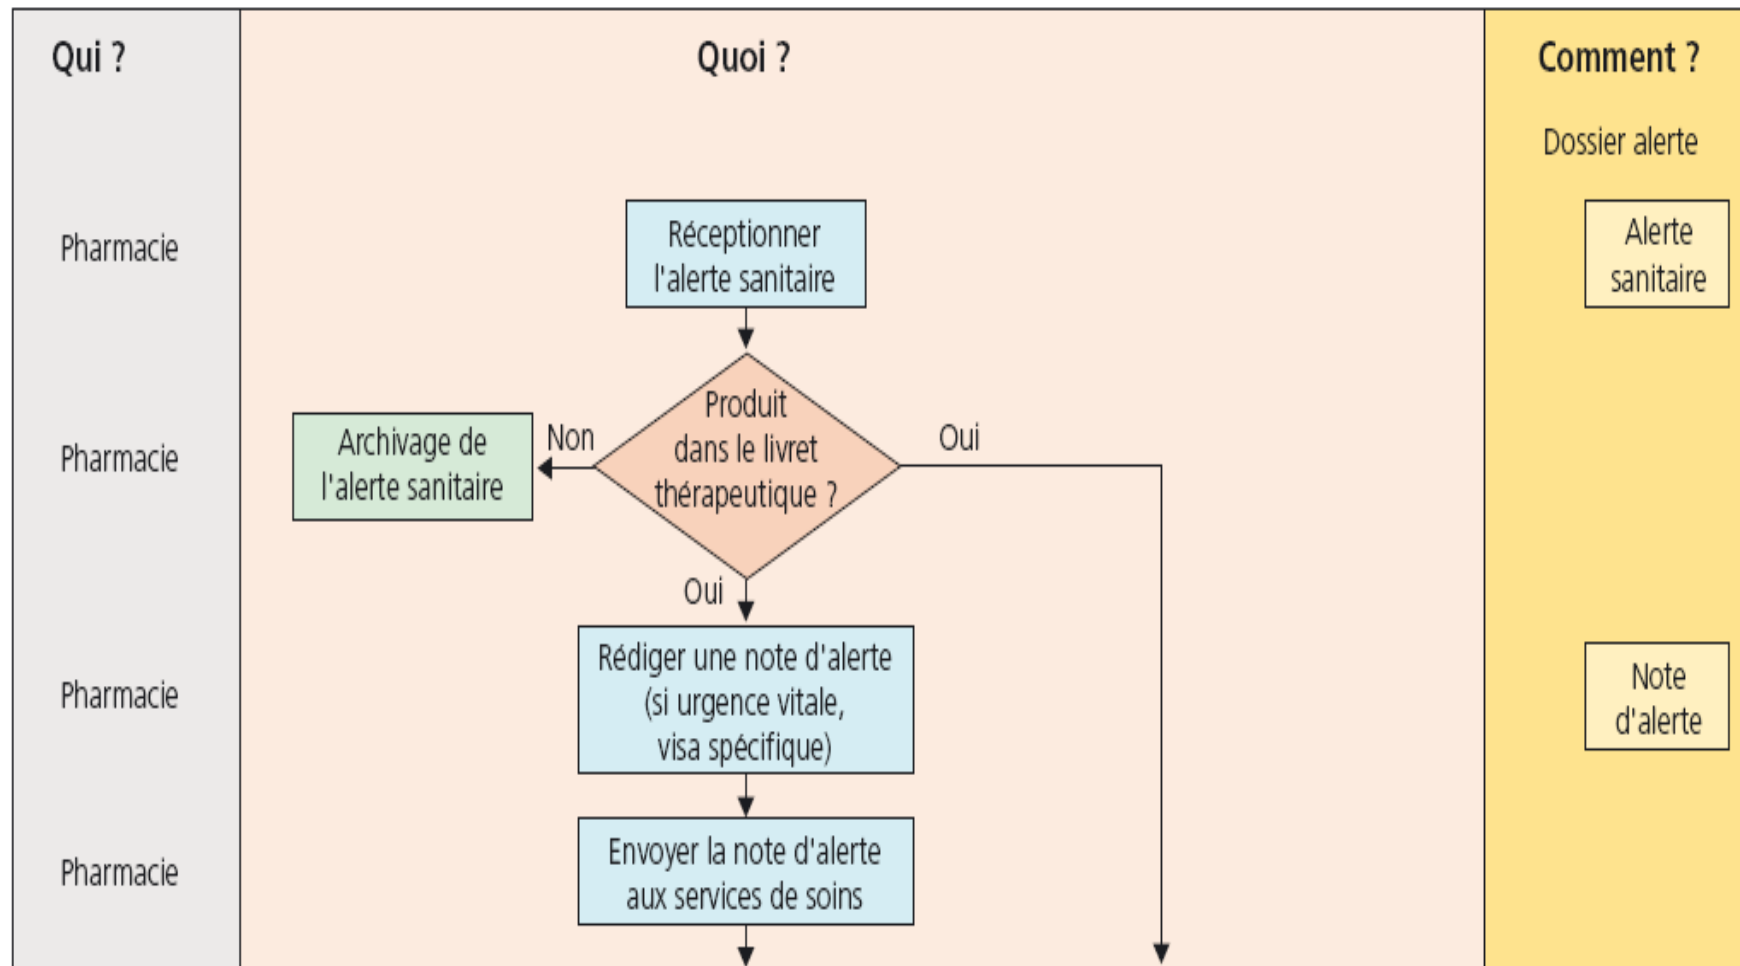 Qui ?
Quoi ?
Comment ?
Dossier alerte
Pharmacie
Réceptionner
l'alerte sanitaire
Alerte
sanitaire
Pharmacie
Archivage de
l'alerte sanitaire
Non
Produit
dans le livret
thérapeutique ?
Oui
Oui
Pharmacie
Rédiger une note d'alerte
(si urgence vitale,
visa spécifique)
Note
d'alerte
Pharmacie
Envoyer la note d'alerte
aux services de soins